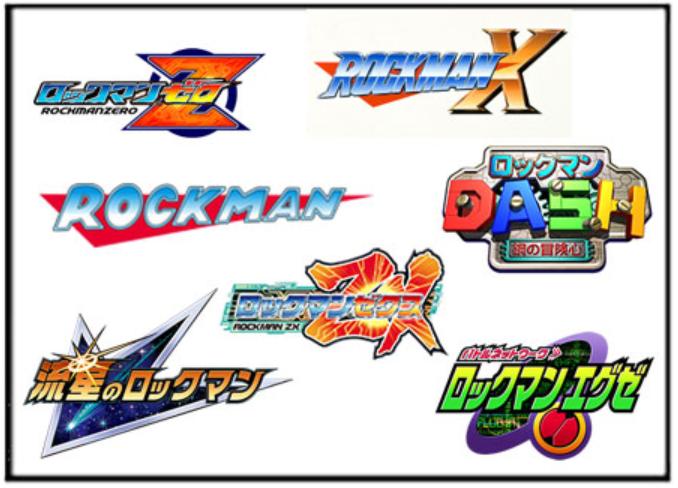 ロックマンゼロ
ROCKMANZERO
ROCKMAN X
ROCKMAN
ロックマン
DASH
鋼の冒険心
ロックマンゼクス
ROCKMAN ZX
ZX
流星のロックマン
バトルネットワーク
ロックマンエグゼ